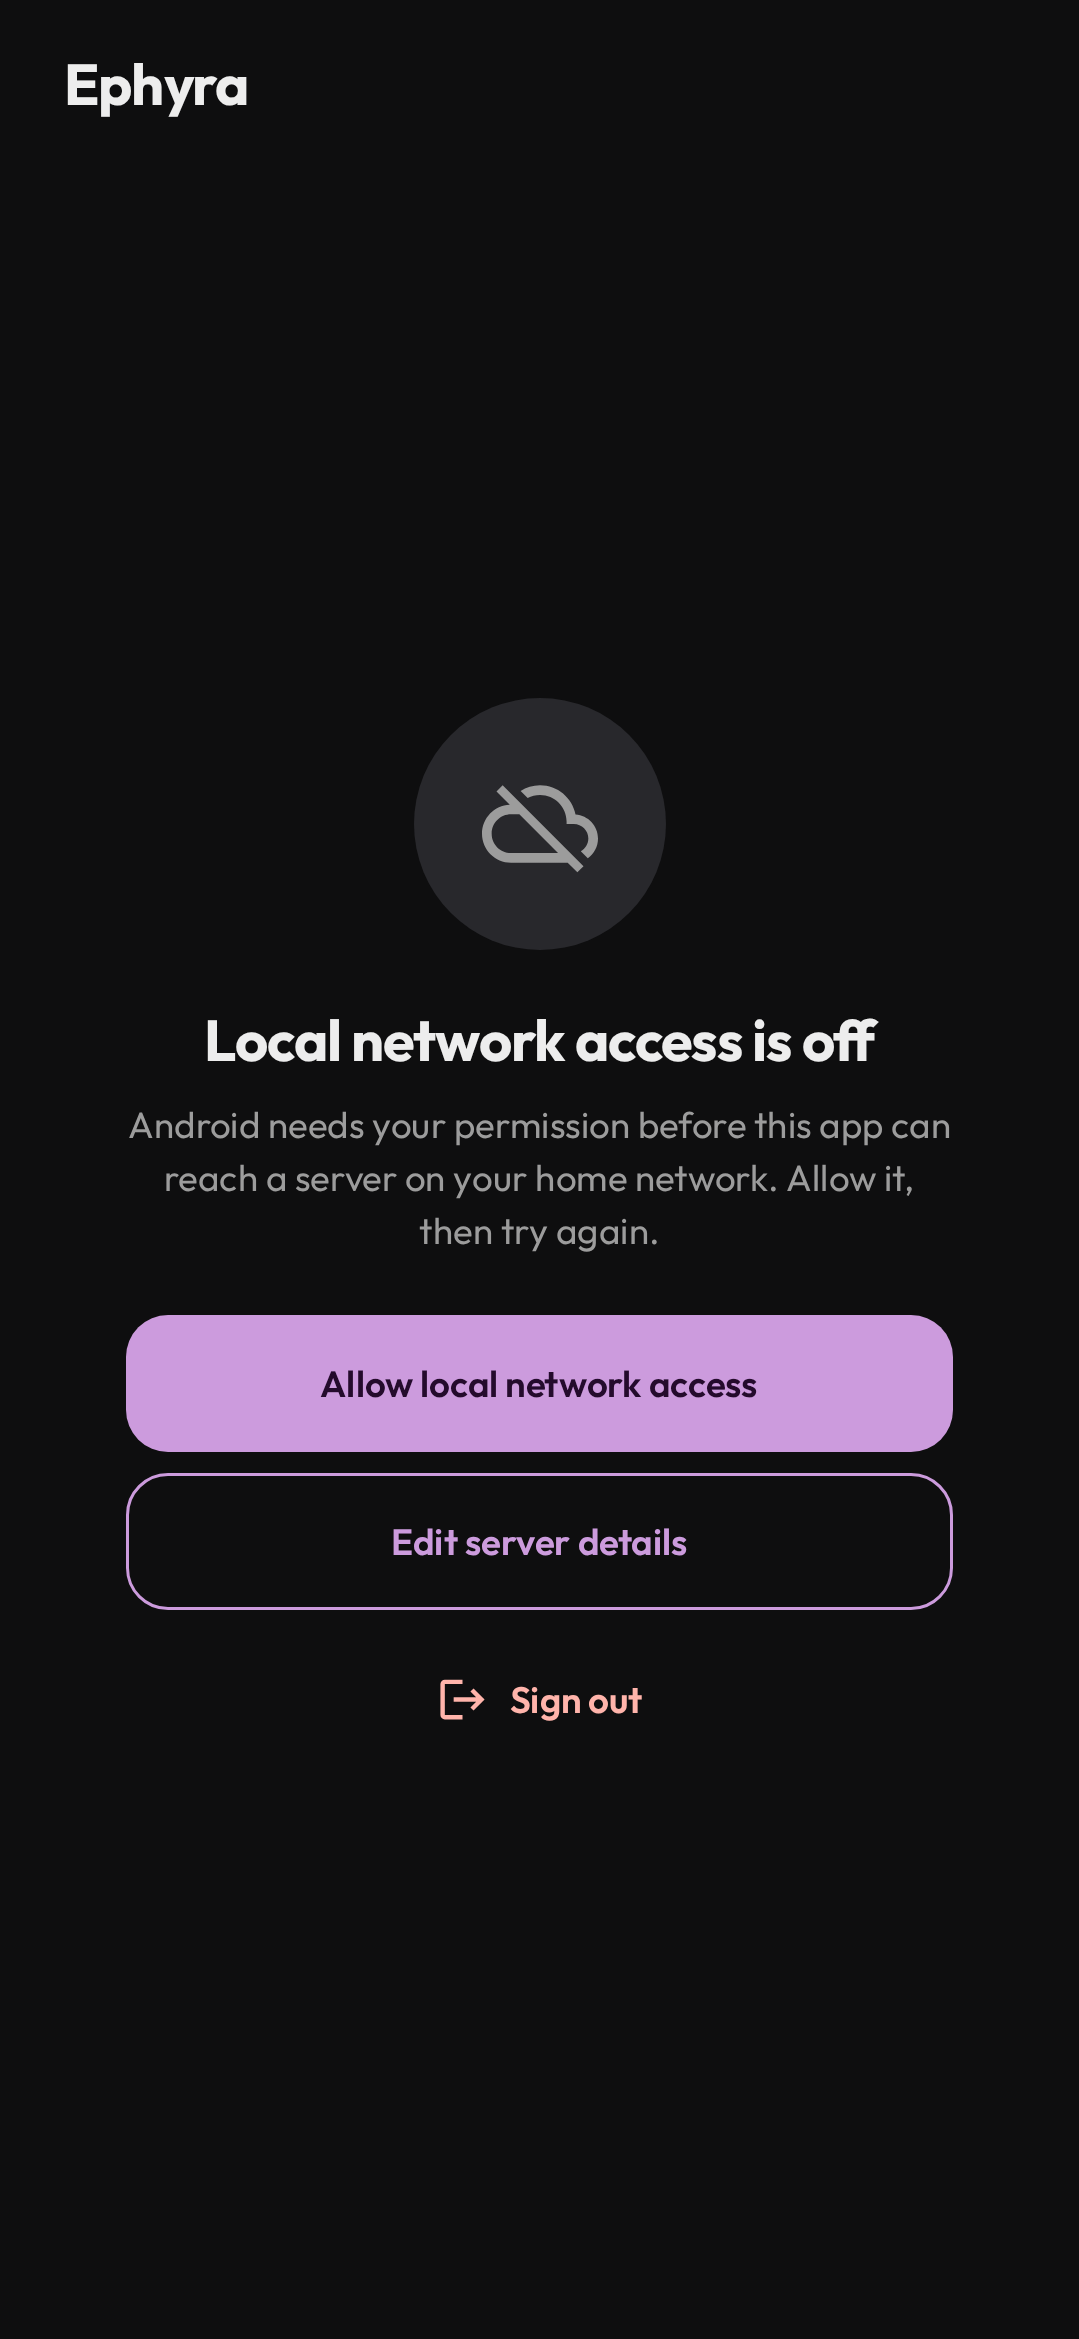 Ephyra
Local network access is off
Android needs your permission before this app can
reach a server on your home network. Allow it,
then try again.
Allow local network access
Edit server details
Sign out